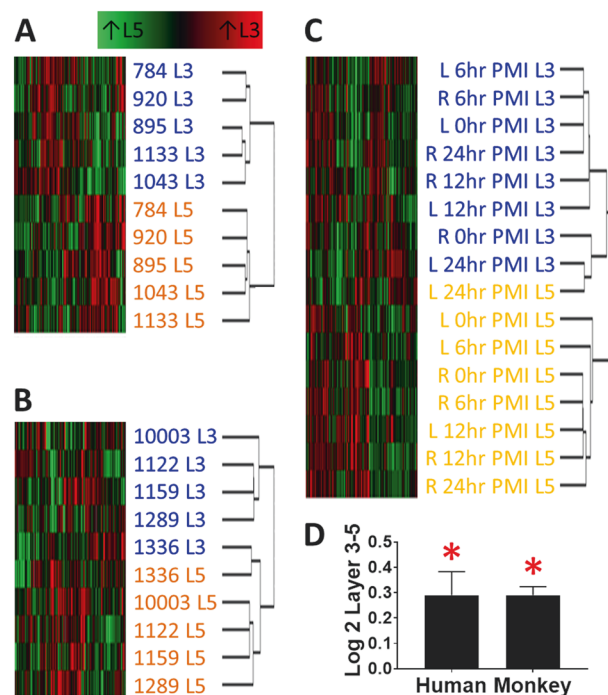 A
↑L5
↑L3
784 L3
920 L3
895 L3
1133 L3
1043 L3
784 L5
920 L5
895 L5
1043 L5
1133 L5
B
10003 L3
1122 L3
1159 L3
1289 L3
1336 L3
1336 L5
10003 L5
1122 L5
1159 L5
1289 L5
C
L 6hr PMI L3
R 6hr PMI L3
L 0hr PMI L3
R 24hr PMI L3
R 12hr PMI L3
L 12hr PMI L3
R 0hr PMI L3
L 24hr PMI L3
L 24hr PMI L5
L 0hr PMI L5
L 6hr PMI L5
R 0hr PMI L5
R 6hr PMI L5
L 12hr PMI L5
R 12hr PMI L5
R 24hr PMI L5
D
Log 2 Layer 3-5
0.5
0.4
0.3
0.2
0.1
0.0
*
*
Human Monkey